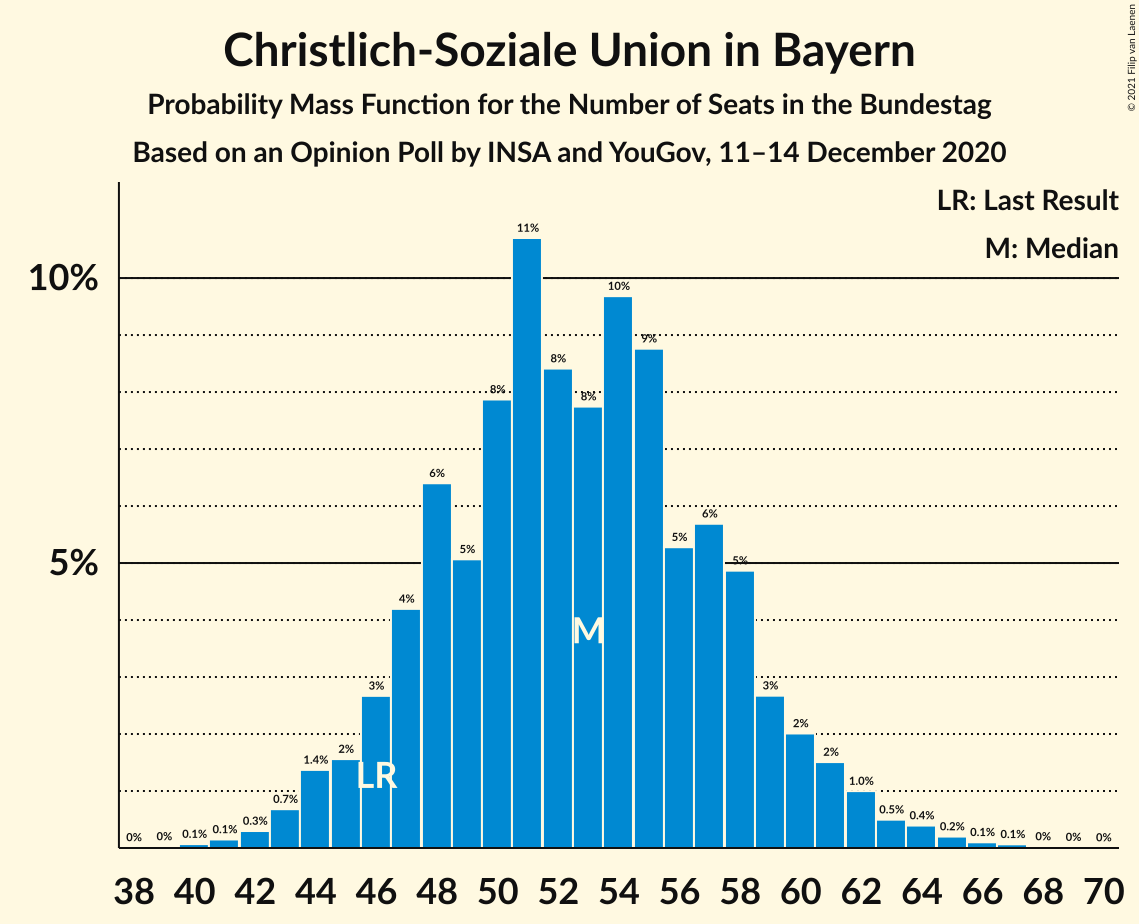 Christlich-Soziale Union in Bayern
Probability Mass Function for the Number of Seats in the Bundestag
Based on an Opinion Poll by INSA and YouGov, 11–14 December 2020
© 2021 Filip van Laenen
LR: Last Result
M: Median
10%
5%
0% 0% 0.1% 0.1% 0.3% 0.7% 1.4% 2% 3% 4% 6% 5% 8% 11% 8% 8% 10% 9% 5% 6% 5% 3% 2% 2% 1.0% 0.5% 0.4% 0.2% 0.1% 0.1% 0% 0% 0%
M
LR
38 40 42 44 46 48 50 52 54 56 58 60 62 64 66 68 70